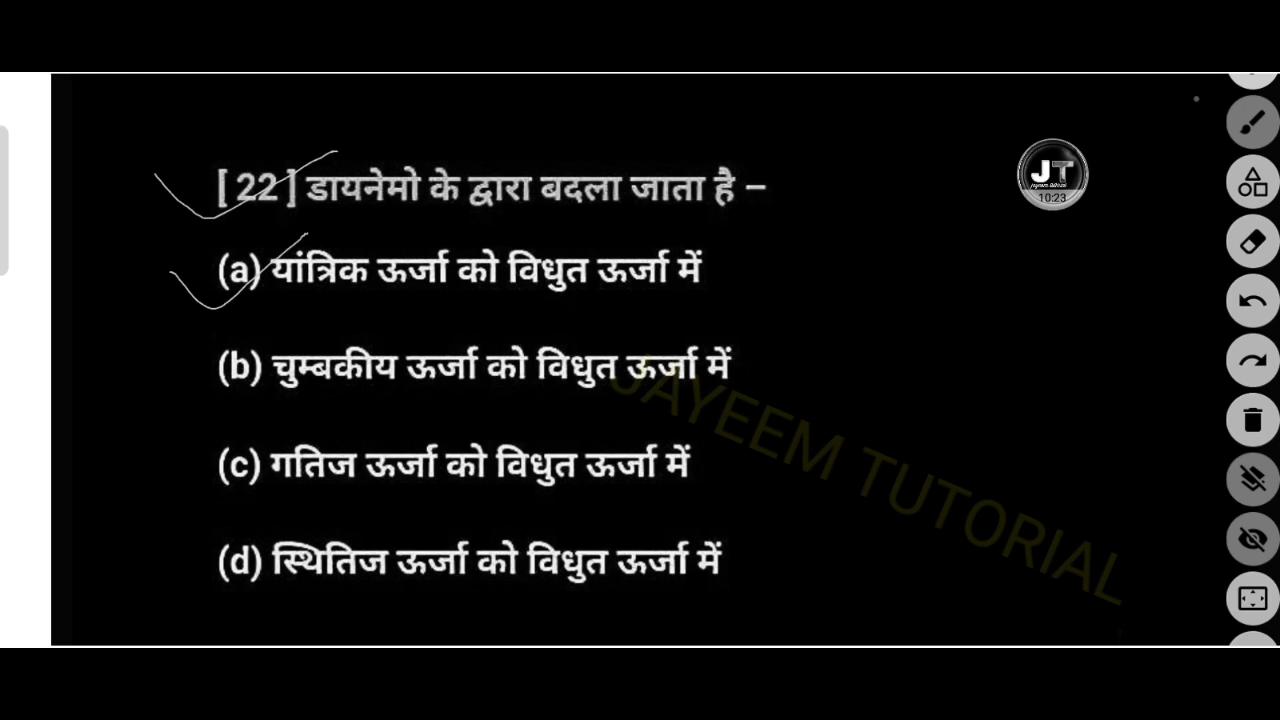 [ 22 ] डायनेमो के द्वारा बदला जाता है –
JT
10:23
(a) यांत्रिक ऊर्जा को विधुत ऊर्जा में
(b) चुम्बकीय ऊर्जा को विधुत ऊर्जा में
(c) गतिज ऊर्जा को विधुत ऊर्जा में
(d) स्थितिज ऊर्जा को विधुत ऊर्जा में
JAYEEM TUTORIAL